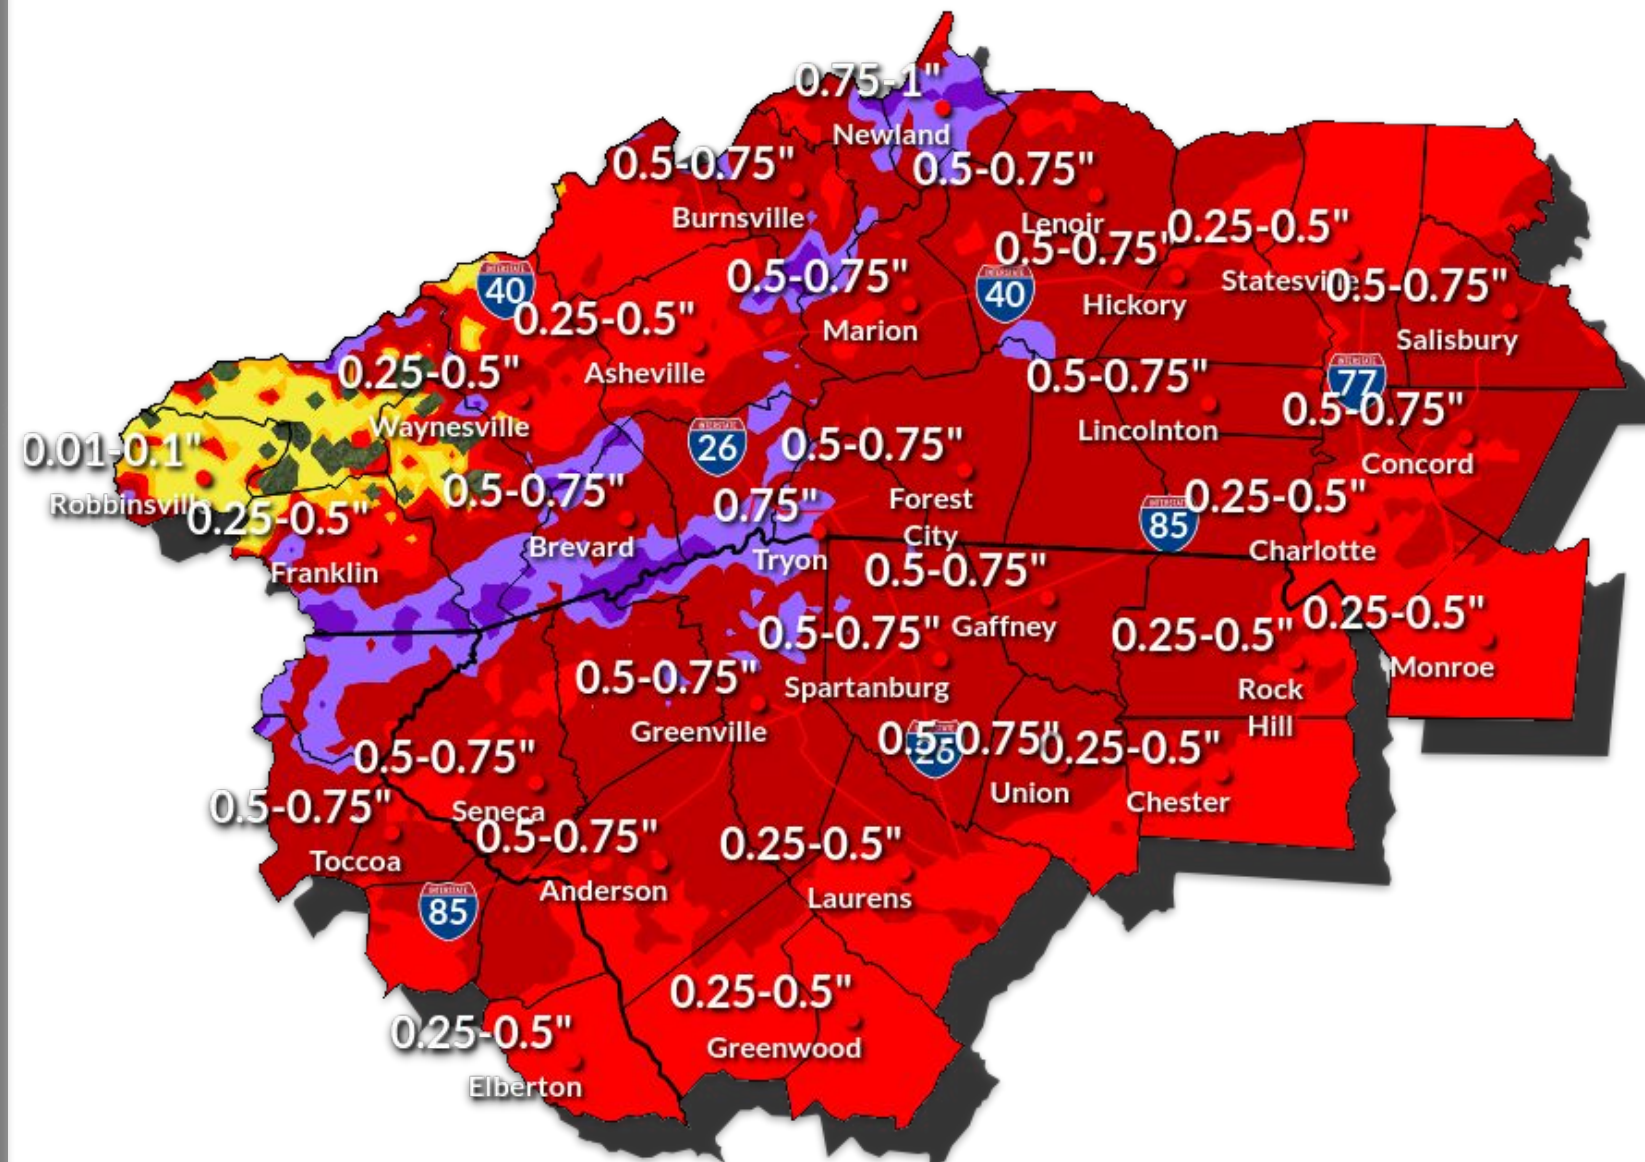 0.75-1"
Newland
0.5-0.75"
Burnsville
0.5-0.75"
Lenoir
0.5-0.75"
Hickory
0.25-0.5"
Statesville
0.5-0.75"
Salisbury
INTERSTATE
40
0.25-0.5"
Asheville
0.5-0.75"
Marion
INTERSTATE
40
0.25-0.5"
Waynesville
0.5-0.75"
Lincolnton
INTERSTATE
77
0.5-0.75"
Concord
0.01-0.1"
Robbinsville
0.25-0.5"
Franklin
0.5-0.75"
Brevard
INTERSTATE
26
0.75"
Tryon
0.5-0.75"
Forest
City
INTERSTATE
85
0.25-0.5"
Charlotte
0.5-0.75"
Gaffney
0.5-0.75"
Spartanburg
0.25-0.5"
Rock
Hill
0.25-0.5"
Monroe
0.5-0.75"
Greenville
0.5-0.75"
26
Union
0.25-0.5"
Chester
0.5-0.75"
Seneca
0.5-0.75"
Toccoa
0.5-0.75"
Anderson
0.25-0.5"
Laurens
INTERSTATE
85
0.25-0.5"
Elberton
0.25-0.5"
Greenwood